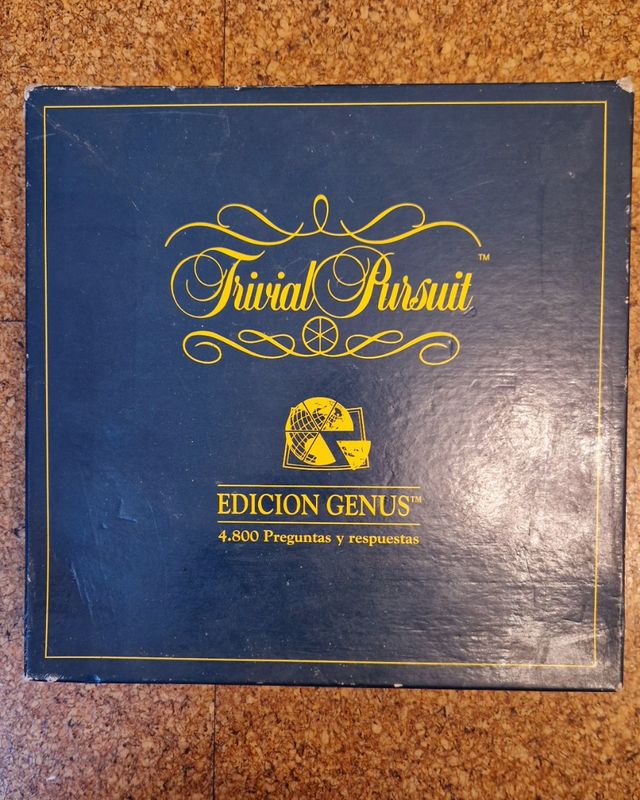 Trivial Pursuit™
EDICION GENUS™
4.800 Preguntas y respuestas